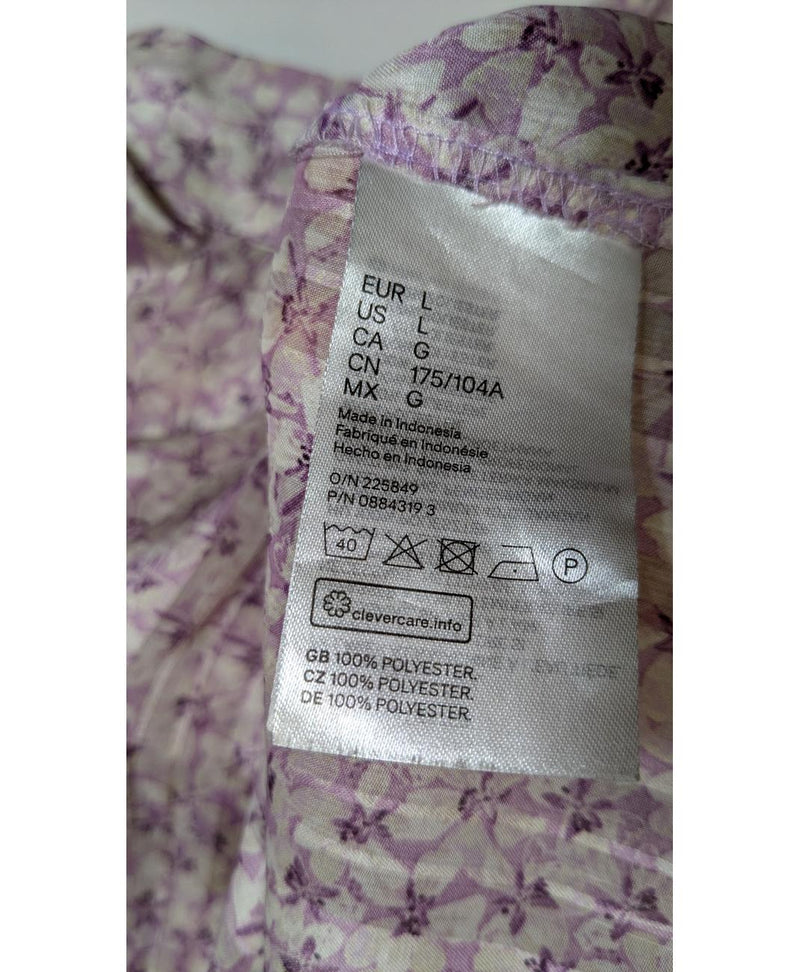 EUR L
US L
CA G
CN 175/104A
MX G
Made in Indonesia
Fabriqué en Indonésie
Hecho en Indonesia
O/N 225849
P/N 0884319 3
40
P
clevercare.info
GB 100% POLYESTER.
CZ 100% POLYESTER.
DE 100% POLYESTER.